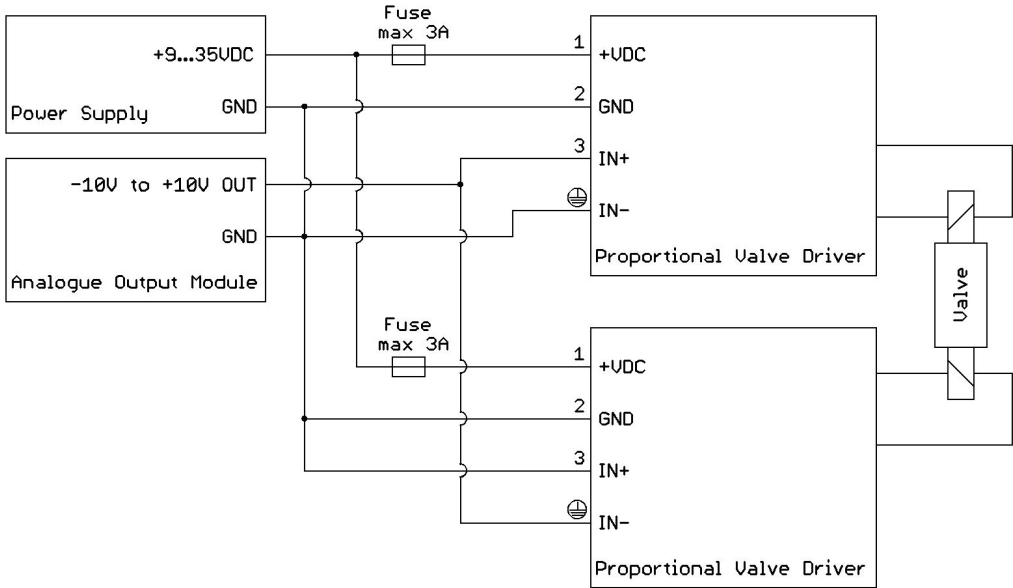 Fuse
max 3A
+9...35VDC
1
+VDC
2
GND
GND
Power Supply
3
IN+
-10V to +10V OUT
IN-
GND
Proportional Valve Driver
Analogue Output Module
Valve
Fuse
max 3A
1
+VDC
2
GND
3
IN+
IN-
Proportional Valve Driver